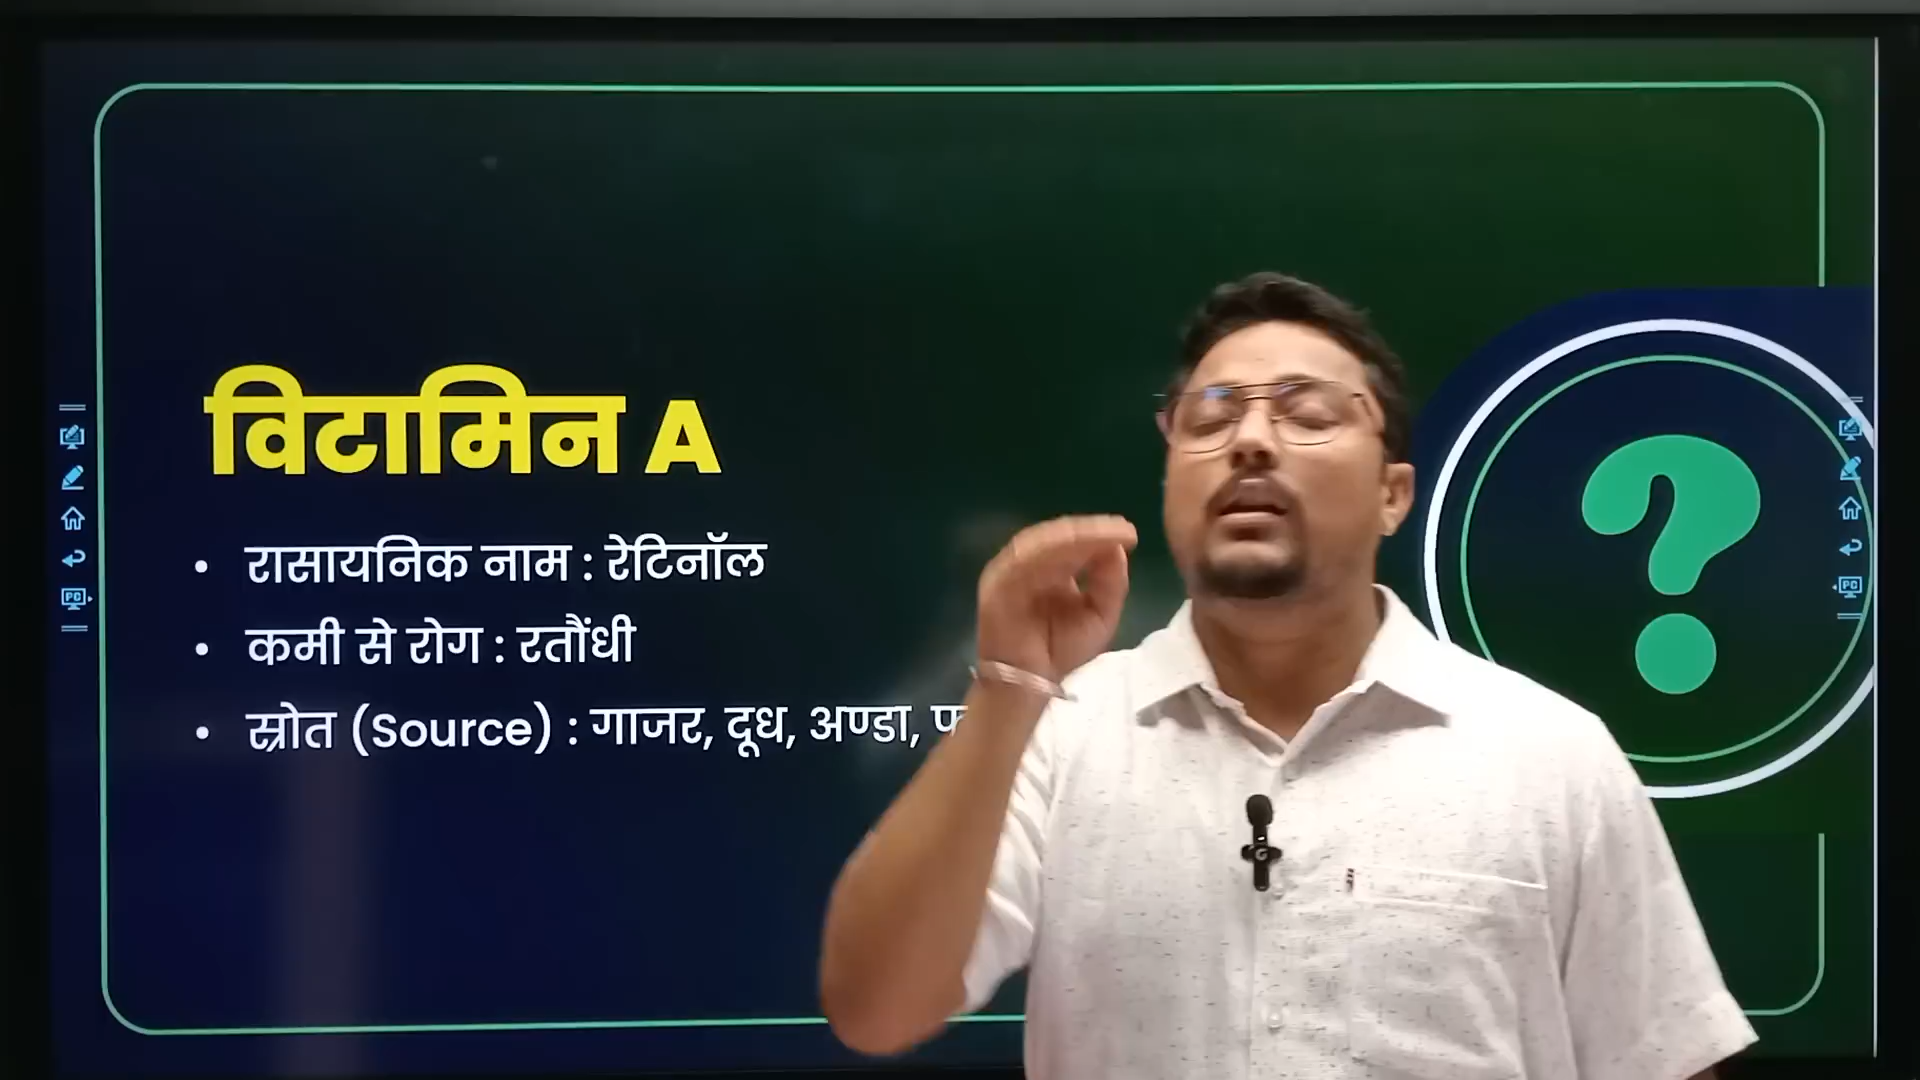 विटामिन A
• रासायनिक नाम : रेटिनॉल
• कमी से रोग : रतौंधी
• स्रोत (Source) : गाजर, दूध, अण्डा,